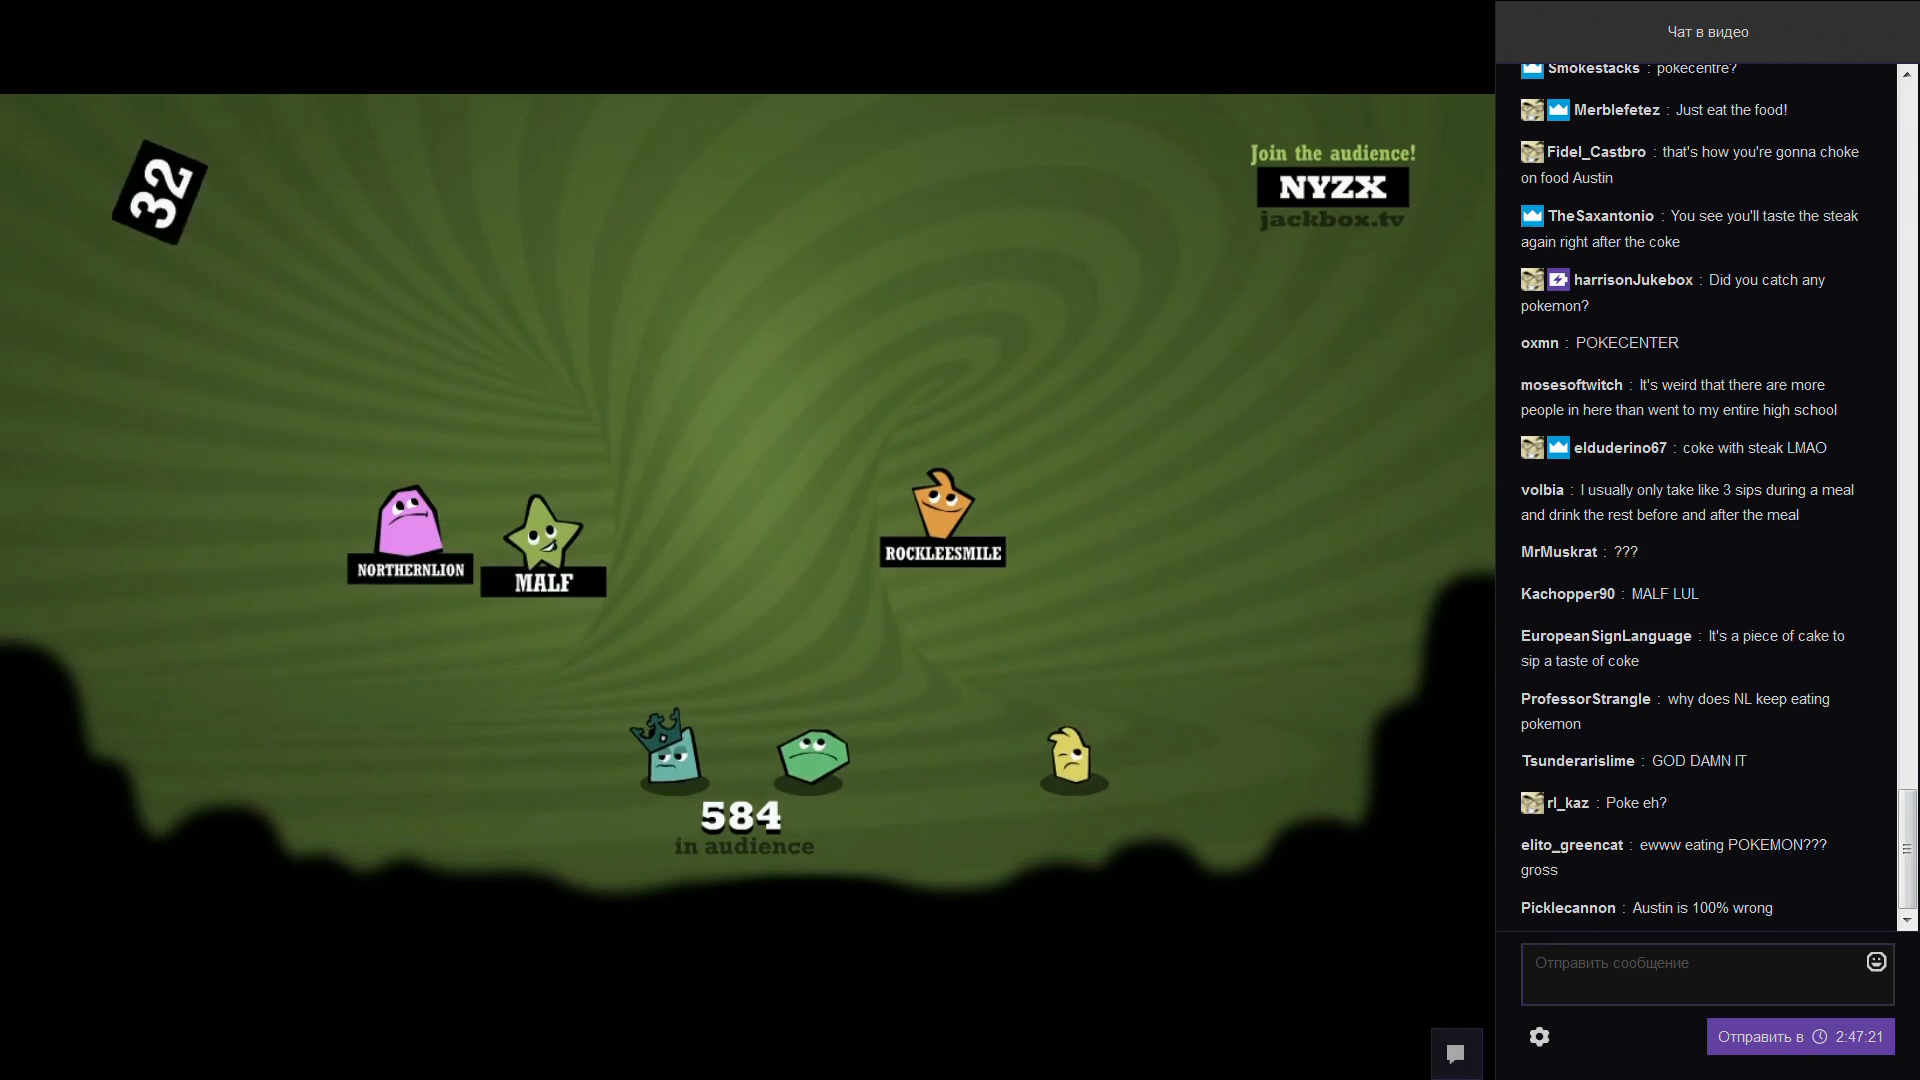 32
Join the audience!
NYZX
jackbox.tv
NORTHERNLION
MALF
ROCKLEESMILE
584
in audience
Чат в видео
Smokestacks : pokecentre?
Merblefetez : Just eat the food!
Fidel_Castbro : that's how you're gonna choke
on food Austin
TheSaxantonio : You see you'll taste the steak
again right after the coke
harrisonJukebox : Did you catch any
pokemon?
oxmn : POKECENTER
mosesoftwitch : It's weird that there are more
people in here than went to my entire high school
elduderino67 : coke with steak LMAO
volbia : I usually only take like 3 sips during a meal
and drink the rest before and after the meal
MrMuskrat : ???
Kachopper90 : MALF LUL
EuropeanSignLanguage : It's a piece of cake to
sip a taste of coke
ProfessorStrangle : why does NL keep eating
pokemon
Tsunderarislime : GOD DAMN IT
rl_kaz : Poke eh?
elito_greencat : ewww eating POKEMON???
gross
Picklecannon : Austin is 100% wrong
Отправить сообщение
Отправить в 2:47:21